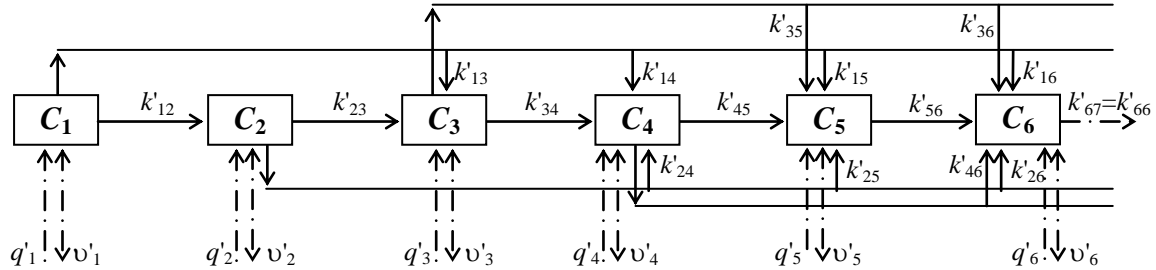 k'35 k'36
k'13 k'14 k'15 k'16
k'12 k'23 k'34 k'45 k'56 k'67=k'66
C1 C2 C3 C4 C5 C6
k'24 k'25 k'46 k'26
q'1 υ'1 q'2 υ'2 q'3 υ'3 q'4 υ'4 q'5 υ'5 q'6 υ'6